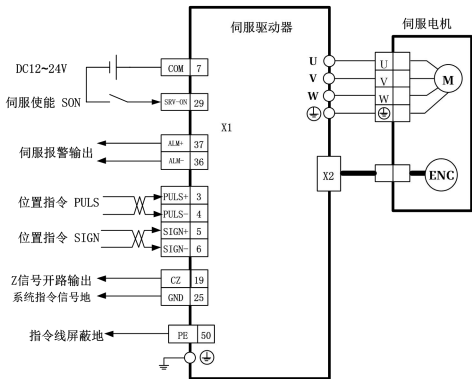 伺服驱动器
伺服电机
DC12~24V
COM 7
伺服使能 SON
SRV-ON 29
X1
伺服报警输出
ALM+ 37
ALM- 36
位置指令 PULS
PULS+ 3
PULS- 4
位置指令 SIGN
SIGN+ 5
SIGN- 6
Z信号开路输出
CZ 19
系统指令信号地
GND 25
指令线屏蔽地
PE 50
U
V
W
U
V
W
M
X2
ENC